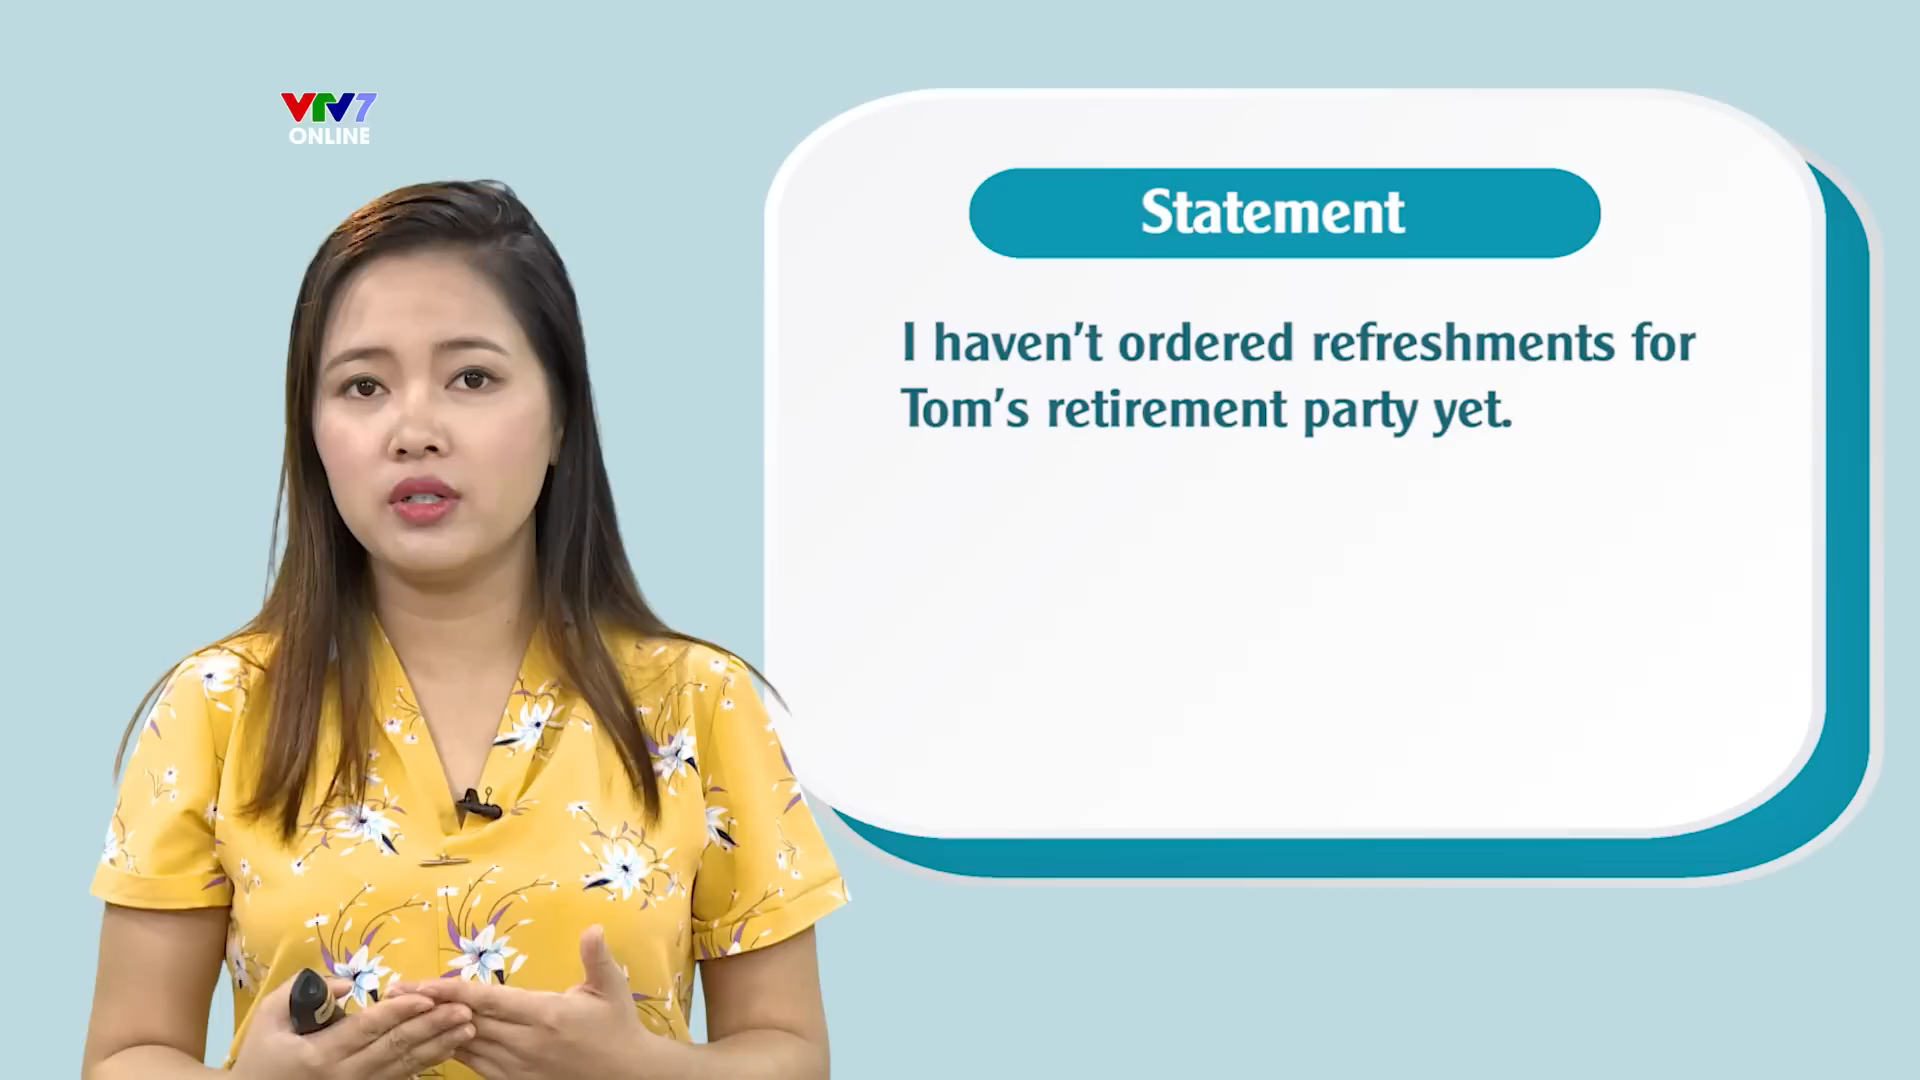 VTV7
ONLINE
Statement
I haven't ordered refreshments for
Tom's retirement party yet.